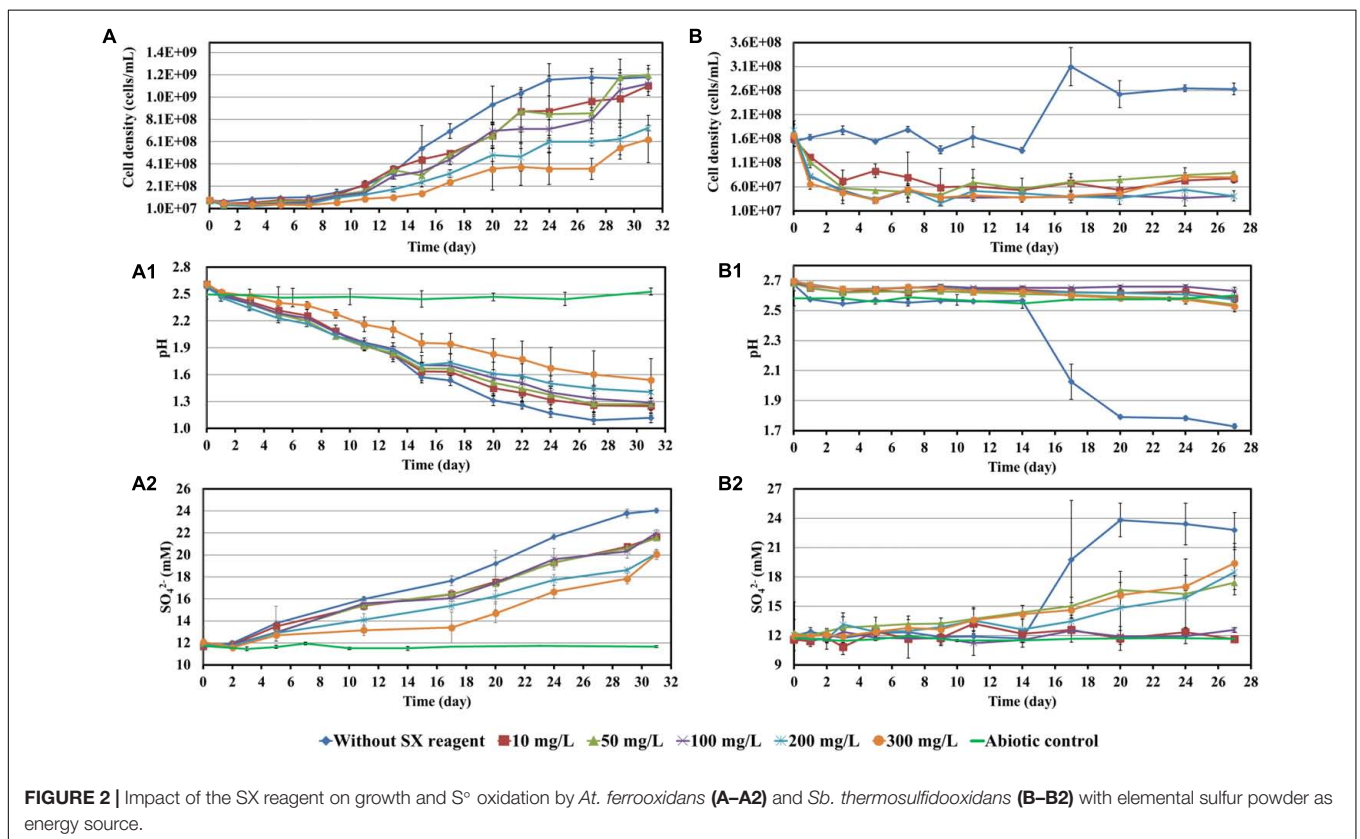 A
Cell density (cells/mL)
1.4E+09
1.2E+09
1.0E+09
8.1E+08
6.1E+08
4.1E+08
2.1E+08
1.0E+07
0 2 4 6 8 10 12 14 16 18 20 22 24 26 28 30 32
Time (day)
B
Cell density (cells/mL)
3.6E+08
3.1E+08
2.6E+08
2.1E+08
1.6E+08
1.1E+08
6.0E+07
1.0E+07
0 2 4 6 8 10 12 14 16 18 20 22 24 26 28
Time (day)
A1
pH
2.8
2.5
2.2
1.9
1.6
1.3
1.0
0 2 4 6 8 10 12 14 16 18 20 22 24 26 28 30 32
Time (day)
B1
pH
2.7
2.5
2.3
2.1
1.9
1.7
0 2 4 6 8 10 12 14 16 18 20 22 24 26 28
Time (day)
A2
SO₄²⁻ (mM)
26
24
22
20
18
16
14
12
10
0 2 4 6 8 10 12 14 16 18 20 22 24 26 28 30 32
Time (day)
B2
SO₄²⁻ (mM)
27
24
21
18
15
12
9
0 2 4 6 8 10 12 14 16 18 20 22 24 26 28
Time (day)
Without SX reagent 10 mg/L 50 mg/L 100 mg/L 200 mg/L 300 mg/L Abiotic control
FIGURE 2 | Impact of the SX reagent on growth and S° oxidation by At. ferrooxidans (A–A2) and Sb. thermosulfidooxidans (B–B2) with elemental sulfur powder as
energy source.